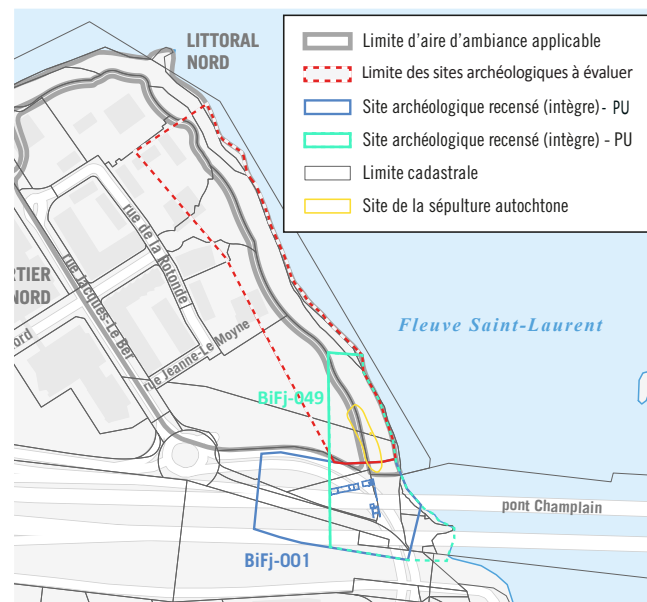 LITTORAL
NORD
Limite d'aire d'ambiance applicable
Limite des sites archéologiques à évaluer
Site archéologique recensé (intègre) - PU
Site archéologique recensé (intègre) - PU
Limite cadastrale
Site de la sépulture autochtone
rue de la Rotonde
rue Jacques-Le Ber
RTIER
NORD
ord
rue Jeanne-Le Moyne
Fleuve Saint-Laurent
BiFj-049
pont Champlain
BiFj-001